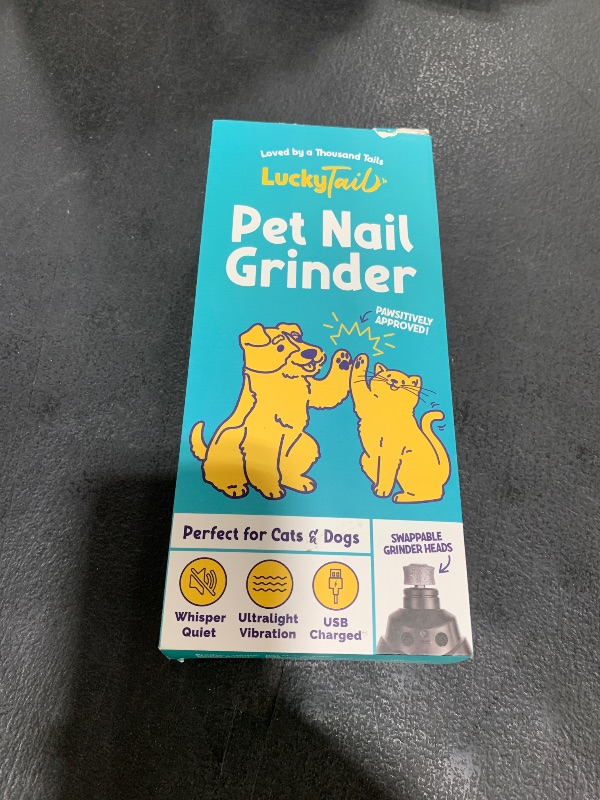 Loved by a Thousand Tails
LuckyTail
Pet Nail
Grinder
PAWSITIVELY
APPROVED!
Perfect for Cats & Dogs
SWAPPABLE
GRINDER HEADS
Whisper
Quiet
Ultralight
Vibration
USB
Charged